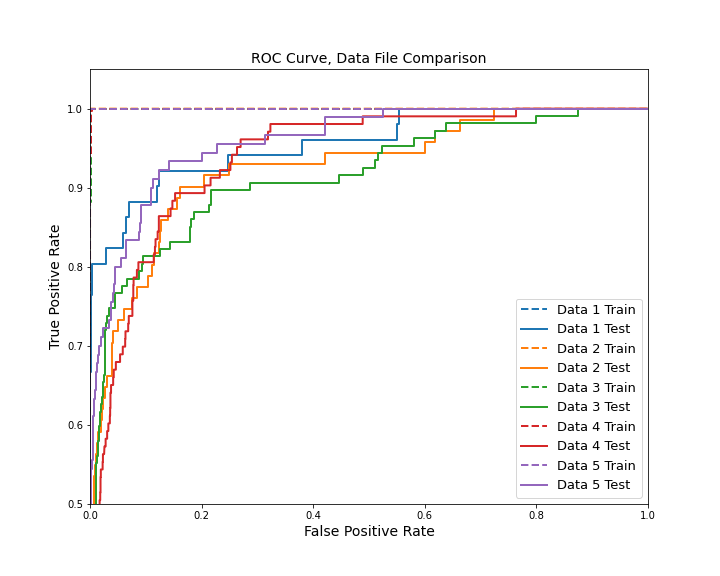 ROC Curve, Data File Comparison
True Positive Rate
1.0
0.9
0.8
0.7
0.6
0.5
Data 1 Train
Data 1 Test
Data 2 Train
Data 2 Test
Data 3 Train
Data 3 Test
Data 4 Train
Data 4 Test
Data 5 Train
Data 5 Test
0.0 0.2 0.4 0.6 0.8 1.0
False Positive Rate